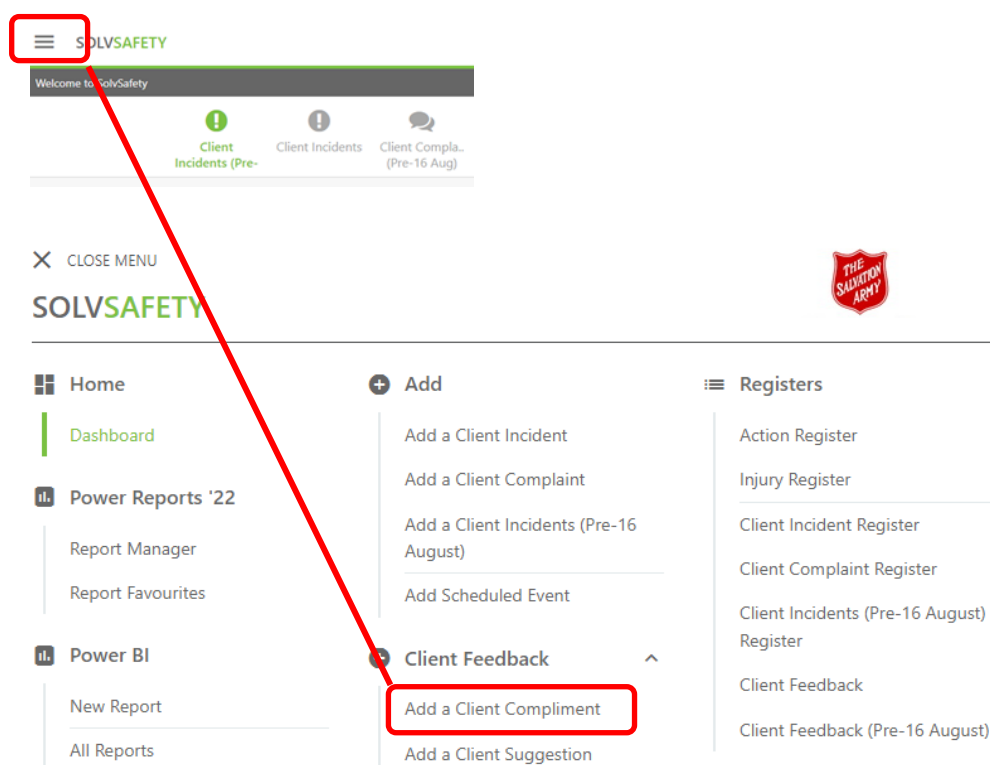 SOLVSAFETY
Welcome to SolvSafety
Client
Incidents (Pre-
Client Incidents
Client Compla..
(Pre-16 Aug)
CLOSE MENU
SOLVSAFETY
THE
SALVATION
ARMY
Home
Dashboard
Power Reports '22
Report Manager
Report Favourites
Power BI
New Report
All Reports
Add
Add a Client Incident
Add a Client Complaint
Add a Client Incidents (Pre-16
August)
Add Scheduled Event
Client Feedback
Add a Client Compliment
Add a Client Suggestion
Registers
Action Register
Injury Register
Client Incident Register
Client Complaint Register
Client Incidents (Pre-16 August)
Register
Client Feedback
Client Feedback (Pre-16 August)